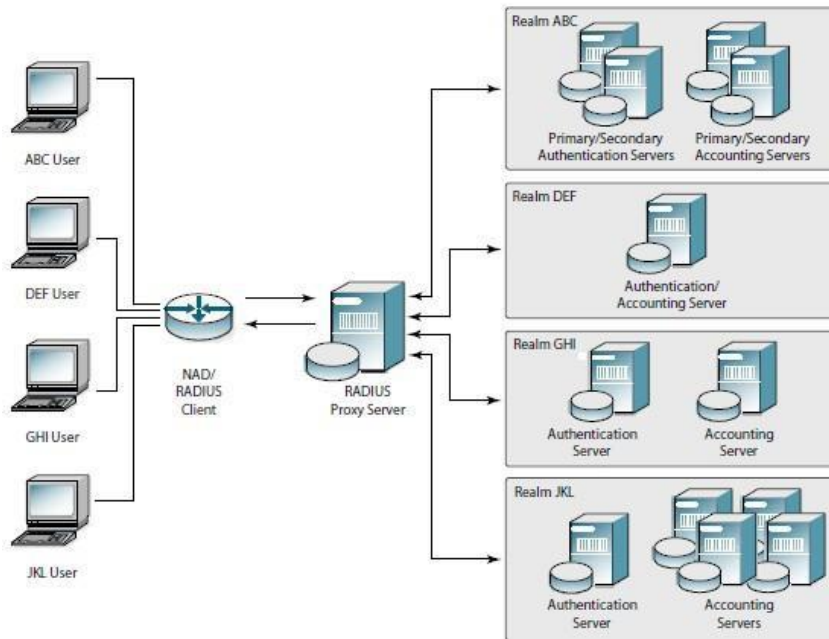 ABC User
DEF User
GHI User
JKL User
NAD/
RADIUS
Client
RADIUS
Proxy Server
Realm ABC
Primary/Secondary
Authentication Servers
Primary/Secondary
Accounting Servers
Realm DEF
Authentication/
Accounting Server
Realm GHI
Authentication
Server
Accounting
Server
Realm JKL
Authentication
Server
Accounting
Servers